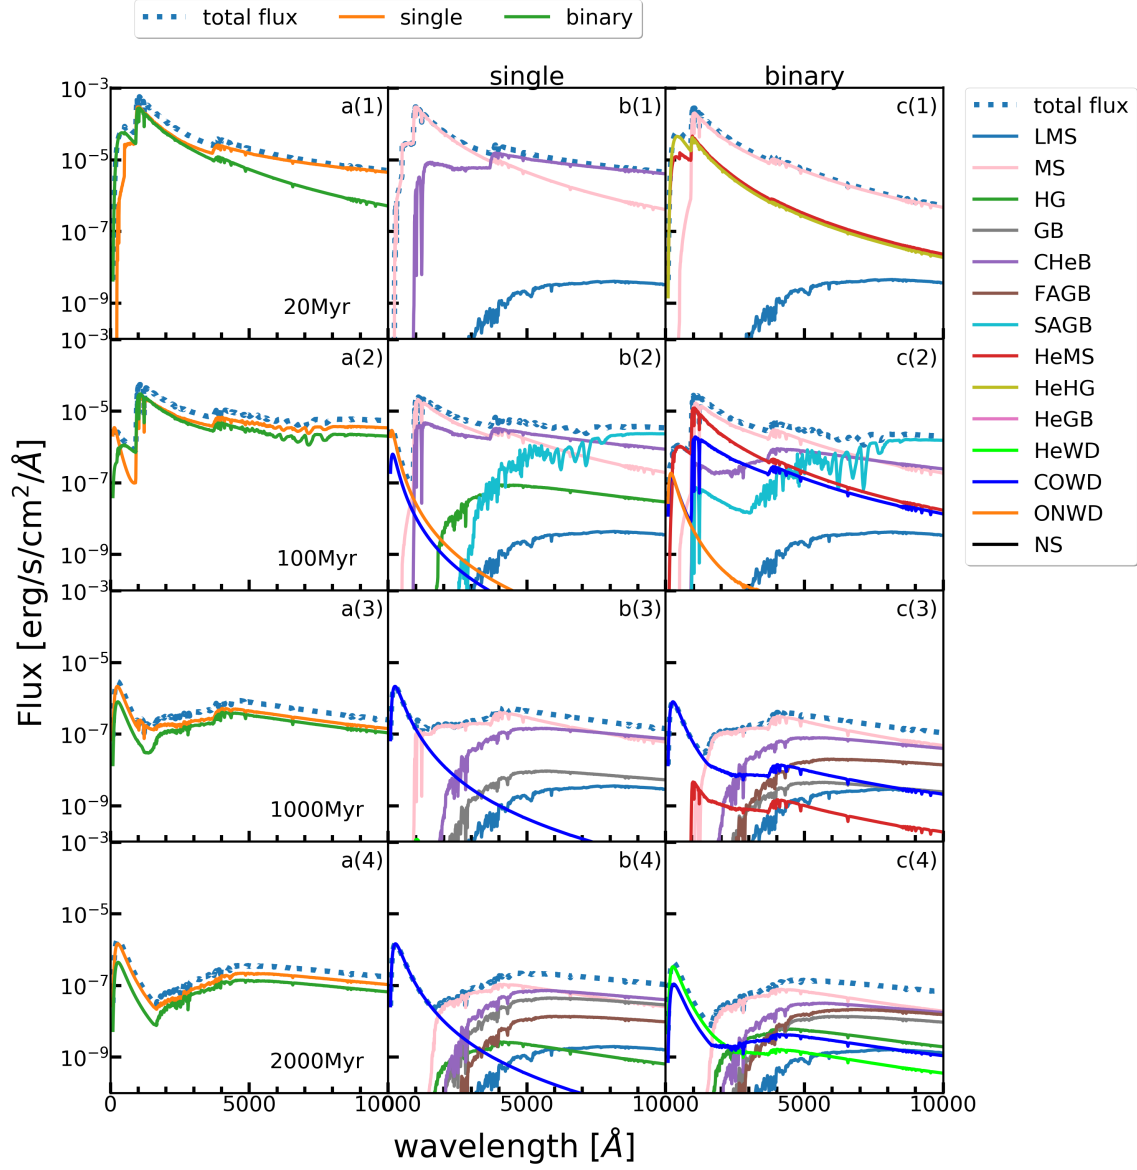 total flux single binary
single binary
a(1) b(1) c(1)
20Myr
a(2) b(2) c(2)
100Myr
a(3) b(3) c(3)
1000Myr
a(4) b(4) c(4)
2000Myr
10⁻³
10⁻⁵
10⁻⁷
10⁻⁹
10⁻³
10⁻⁵
10⁻⁷
10⁻⁹
10⁻³
10⁻⁵
10⁻⁷
10⁻⁹
10⁻³
10⁻⁵
10⁻⁷
10⁻⁹
Flux [erg/s/cm²/Å]
0 5000 10000 5000 10000 5000 10000
wavelength [Å]
total flux
LMS
MS
HG
GB
CHeB
FAGB
SAGB
HeMS
HeHG
HeGB
HeWD
COWD
ONWD
NS